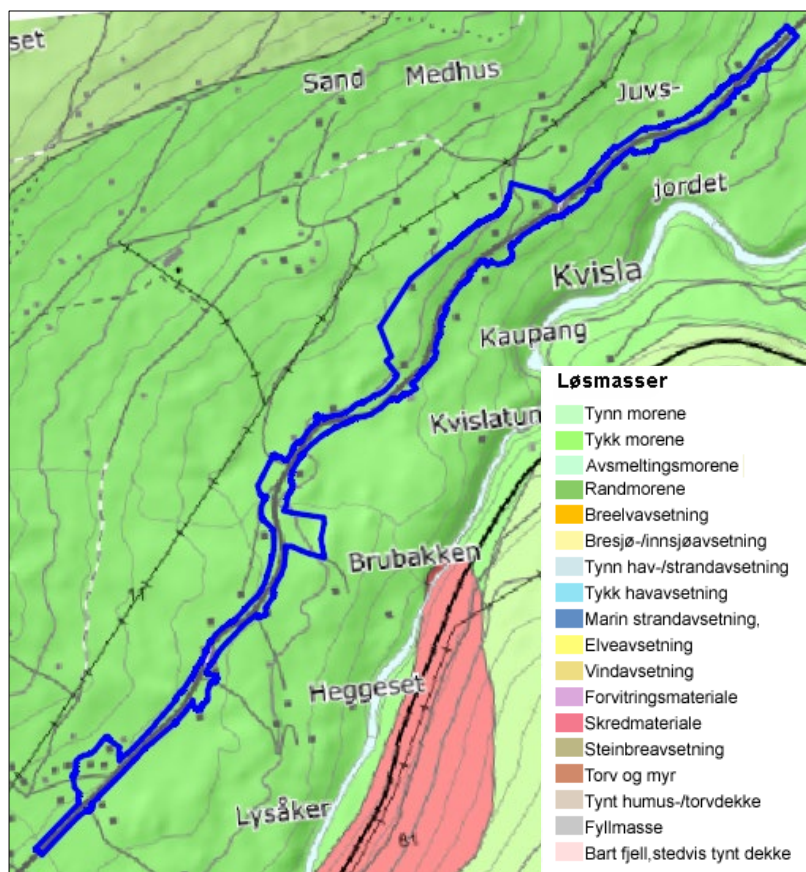 set
Sand Medhus
Juvs-
jordet
Kvisla
Kaupang
Kvislatun
Brubakken
11
Heggeset
Lysåker
81
Løsmasser
Tynn morene
Tykk morene
Avsmeltingsmorene
Randmorene
Breelvavsetning
Bresjø-/innsjøavsetning
Tynn hav-/strandavsetning
Tykk havavsetning
Marin strandavsetning,
Elveavsetning
Vindavsetning
Forvitringsmateriale
Skredmateriale
Steinbreavsetning
Torv og myr
Tynt humus-/torvdekke
Fyllmasse
Bart fjell,stedvis tynt dekke